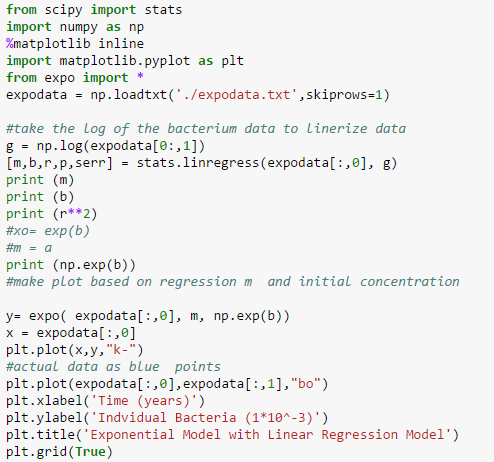 from scipy import stats
import numpy as np
%matplotlib inline
import matplotlib.pyplot as plt
from expo import *
expodata = np.loadtxt('./expodata.txt',skiprows=1)
#take the log of the bacterium data to linerize data
g = np.log(expodata[0:,1])
[m,b,r,p,serr] = stats.linregress(expodata[:,0], g)
print (m)
print (b)
print (r**2)
#xo= exp(b)
#m = a
print (np.exp(b))
#make plot based on regression m  and initial concentration
y= expo( expodata[:,0], m, np.exp(b))
x = expodata[:,0]
plt.plot(x,y,"k-")
#actual data as blue  points
plt.plot(expodata[:,0],expodata[:,1],"bo")
plt.xlabel('Time (years)')
plt.ylabel('Indvidual Bacteria (1*10^-3)')
plt.title('Exponential Model with Linear Regression Model')
plt.grid(True)